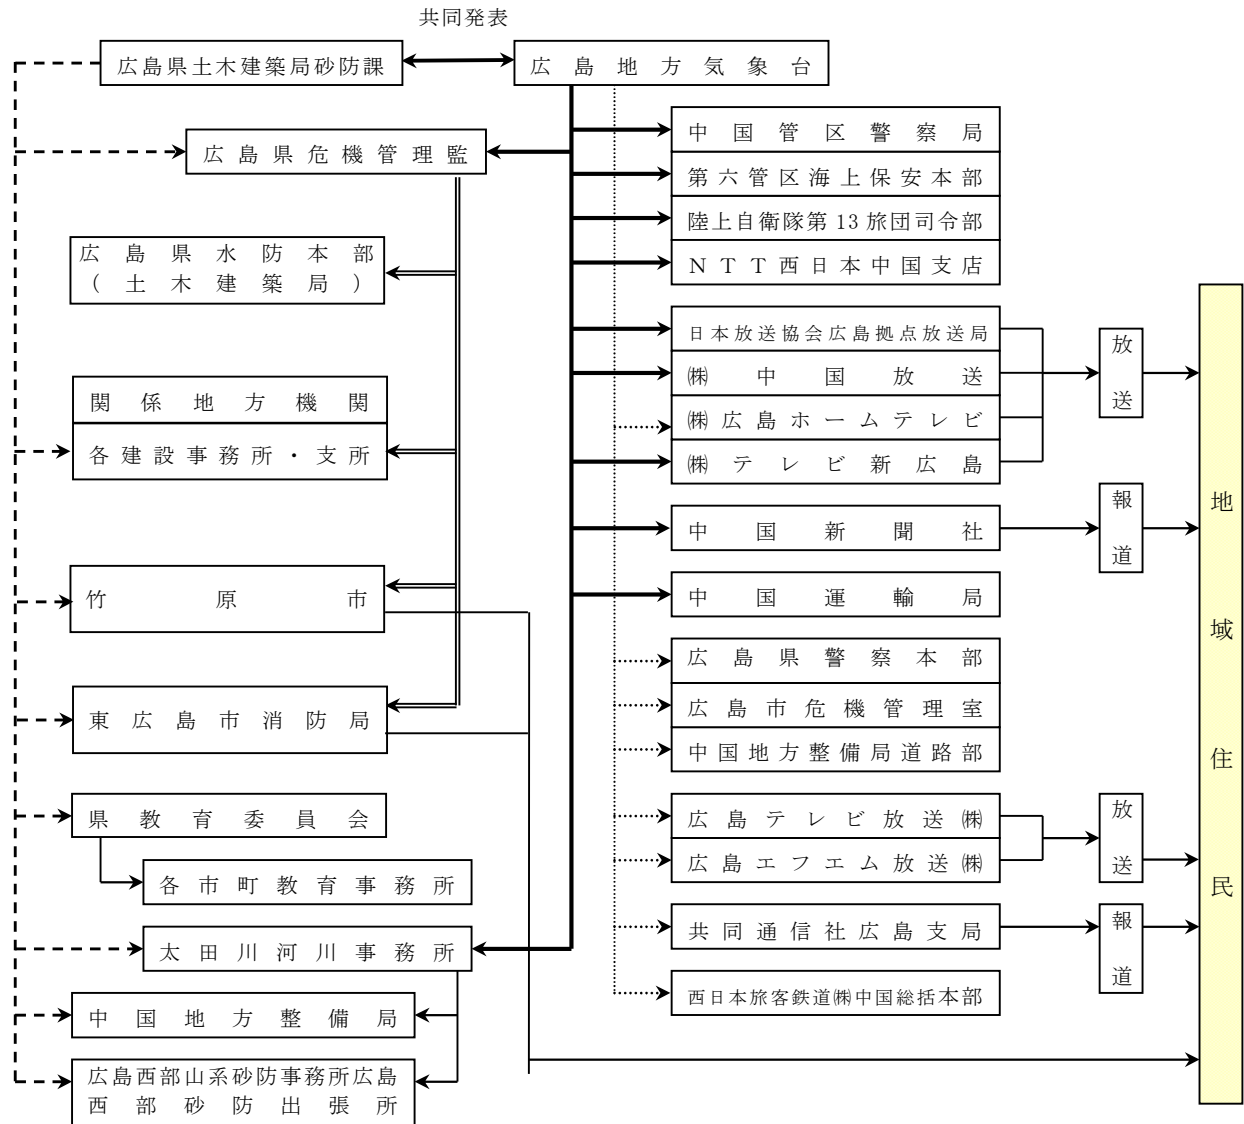 共同発表
広島県土木建築局砂防課
広島地方気象台
広島県危機管理監
広島県水防本部
(土木建築局)
関係地方機関
各建設事務所・支所
竹原市
東広島市消防局
県教育委員会
各市町教育事務所
太田川河川事務所
中国地方整備局
広島西部山系砂防事務所広島
西部砂防出張所
中国管区警察局
第六管区海上保安本部
陸上自衛隊第13旅団司令部
NTT西日本中国支店
日本放送協会広島拠点放送局
㈱中国放送
㈱広島ホームテレビ
㈱テレビ新広島
放送
中国新聞社
報道
中国運輸局
広島県警察本部
広島市危機管理室
中国地方整備局道路部
広島テレビ放送㈱
広島エフエム放送㈱
放送
共同通信社広島支局
報道
西日本旅客鉄道㈱中国総括本部
地域住民